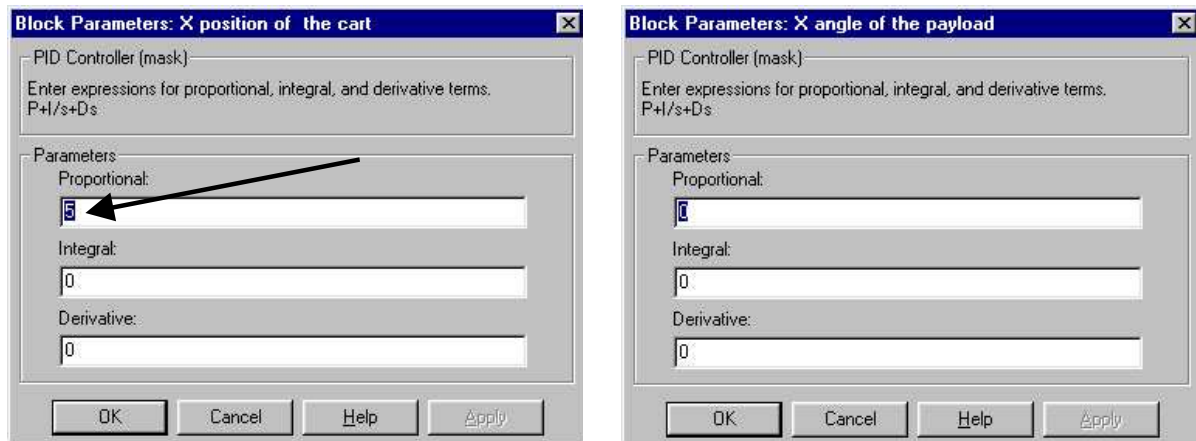 Block Parameters: X position of the cart
PID Controller (mask)
Enter expressions for proportional, integral, and derivative terms.
P+I/s+Ds
Parameters
Proportional:
5
Integral:
0
Derivative:
0
OK Cancel Help Apply
Block Parameters: X angle of the payload
PID Controller (mask)
Enter expressions for proportional, integral, and derivative terms.
P+I/s+Ds
Parameters
Proportional:
0
Integral:
0
Derivative:
0
OK Cancel Help Apply